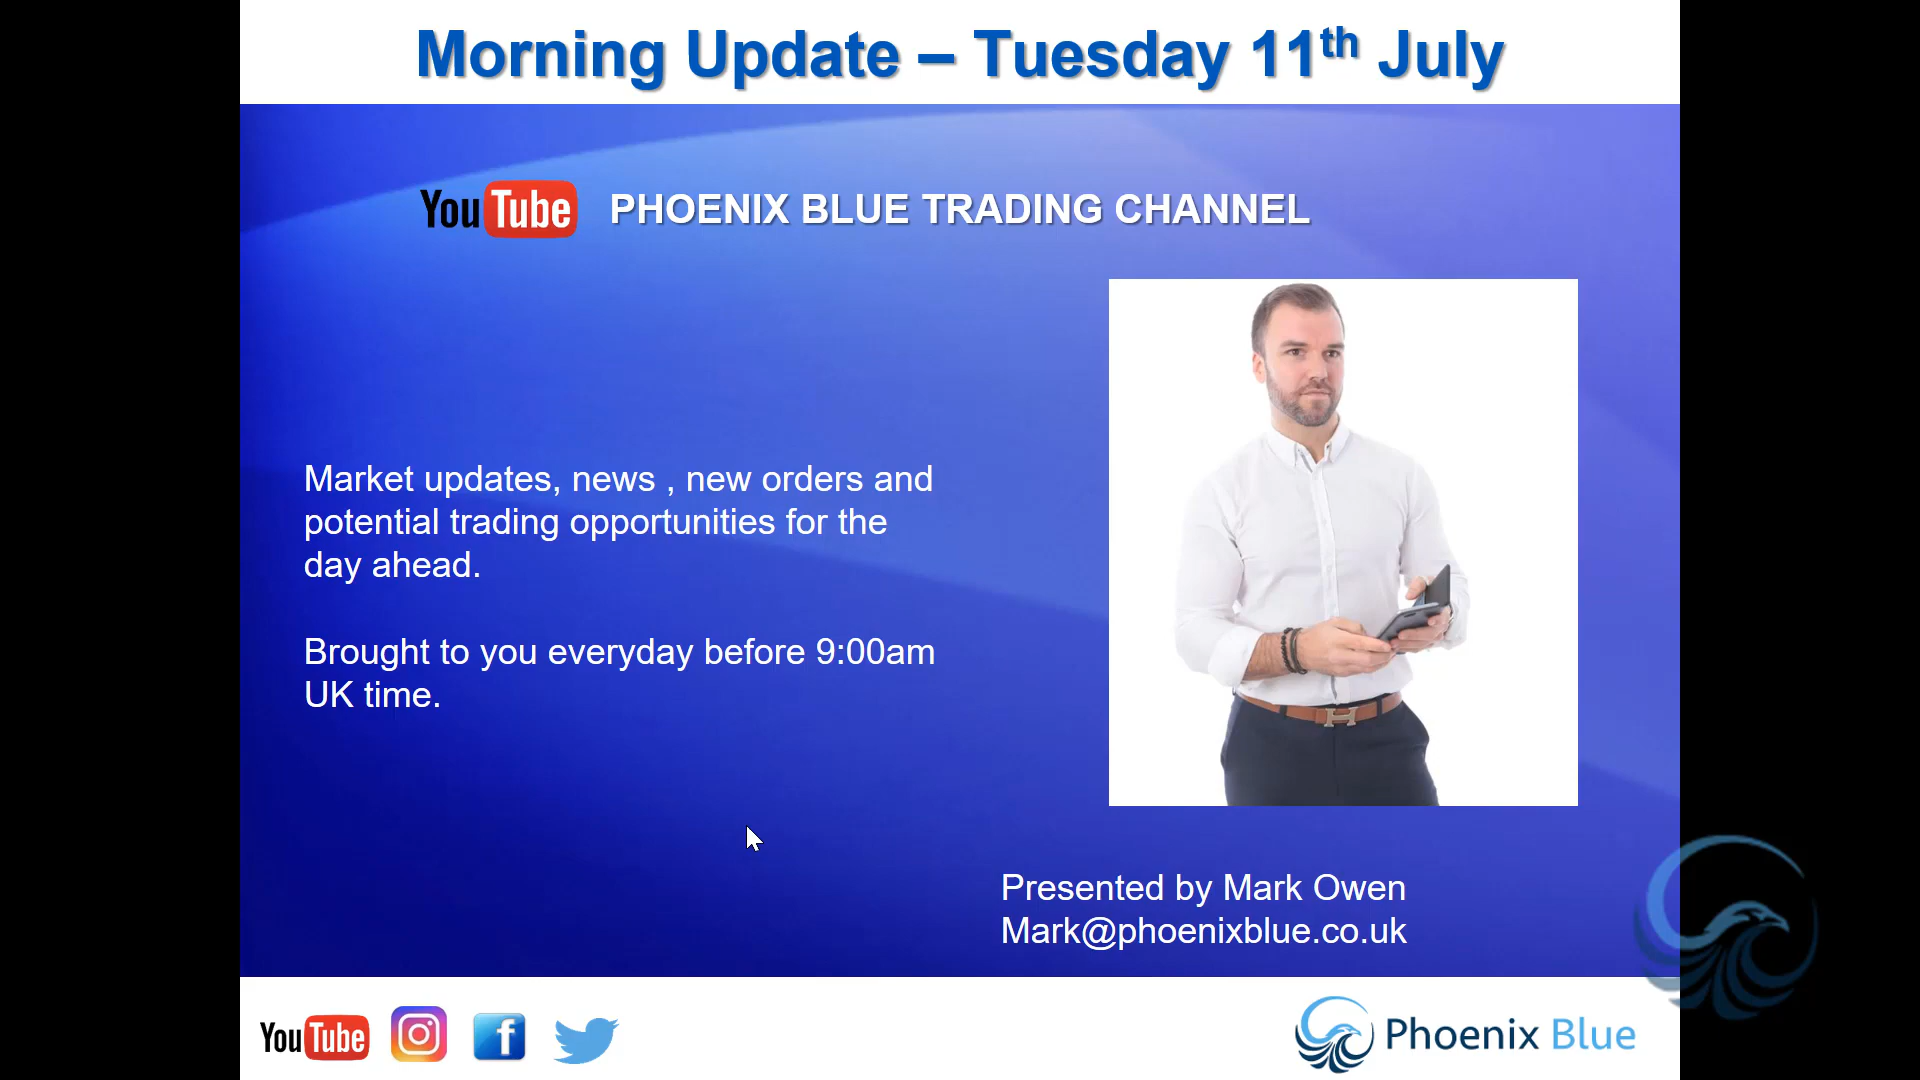 Morning Update – Tuesday 11th July
YouTube PHOENIX BLUE TRADING CHANNEL
Market updates, news , new orders and
potential trading opportunities for the
day ahead.
Brought to you everyday before 9:00am
UK time.
Presented by Mark Owen
Mark@phoenixblue.co.uk
YouTube f Phoenix Blue